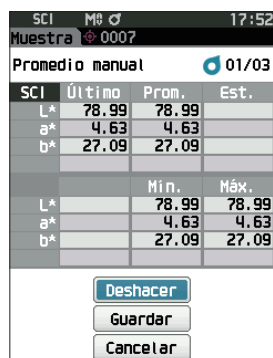 SCI M0 17:52
Muestra 0007
Promedio manual 01/03
SCI Último Prom. Est.
L* 78.99 78.99
a* 4.63 4.63
b* 27.09 27.09
Mín. Máx.
L* 78.99 78.99
a* 4.63 4.63
b* 27.09 27.09
Deshacer
Guardar
Cancelar